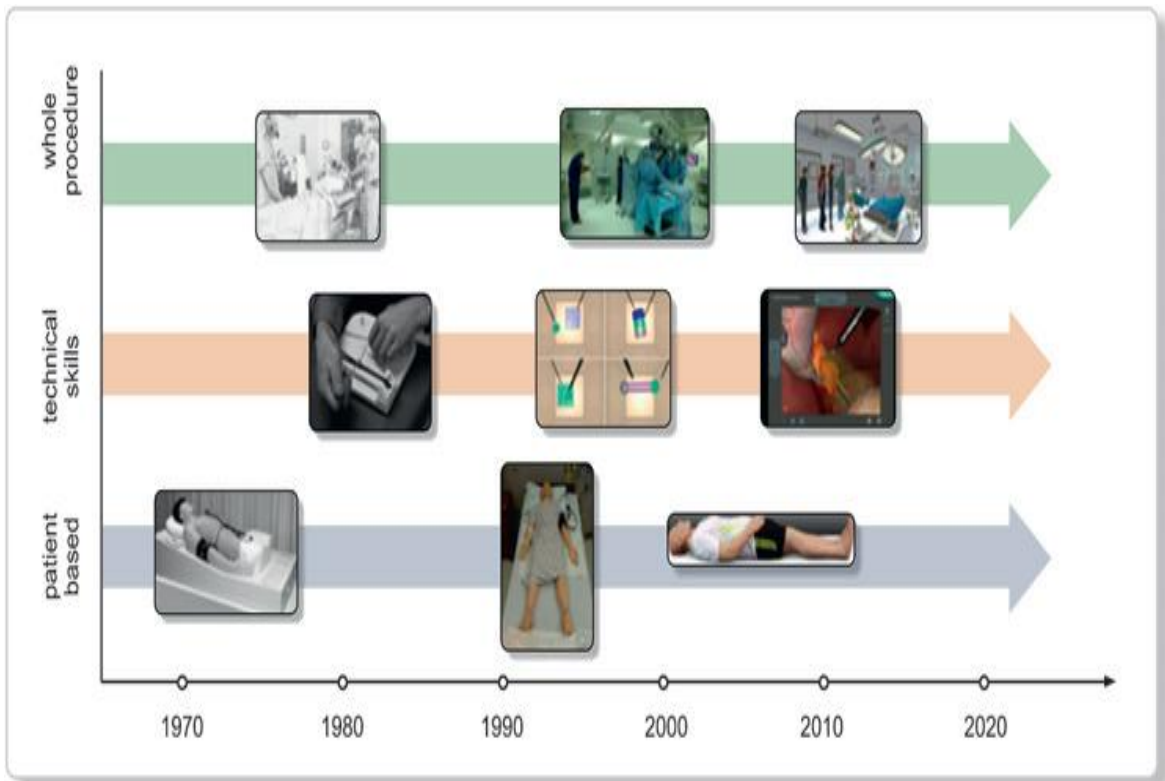 whole
procedure
technical
skills
patient
based
1970
1980
1990
2000
2010
2020